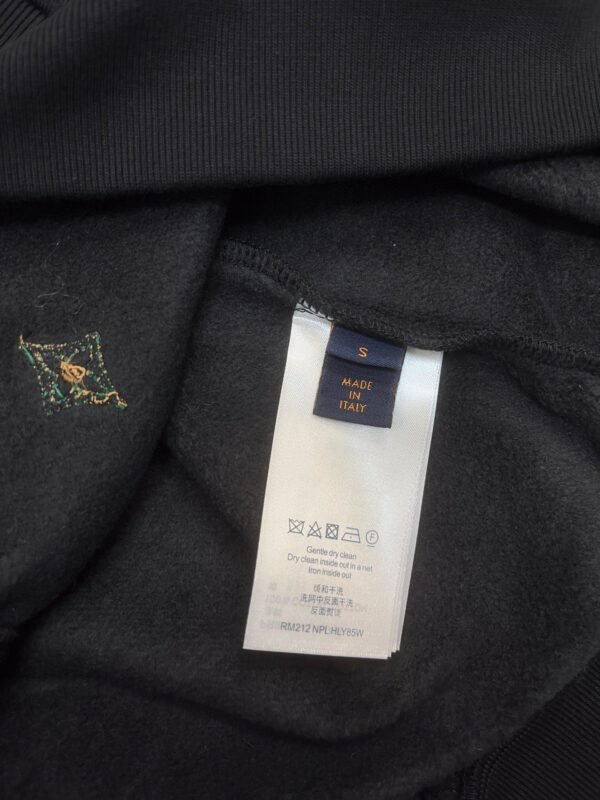 S
MADE
IN
ITALY
Gentle dry clean
Dry clean inside out in a net
Iron inside out
缓和干洗
洗网中反面干洗
反面熨烫
RM212 NPL:HLY85W